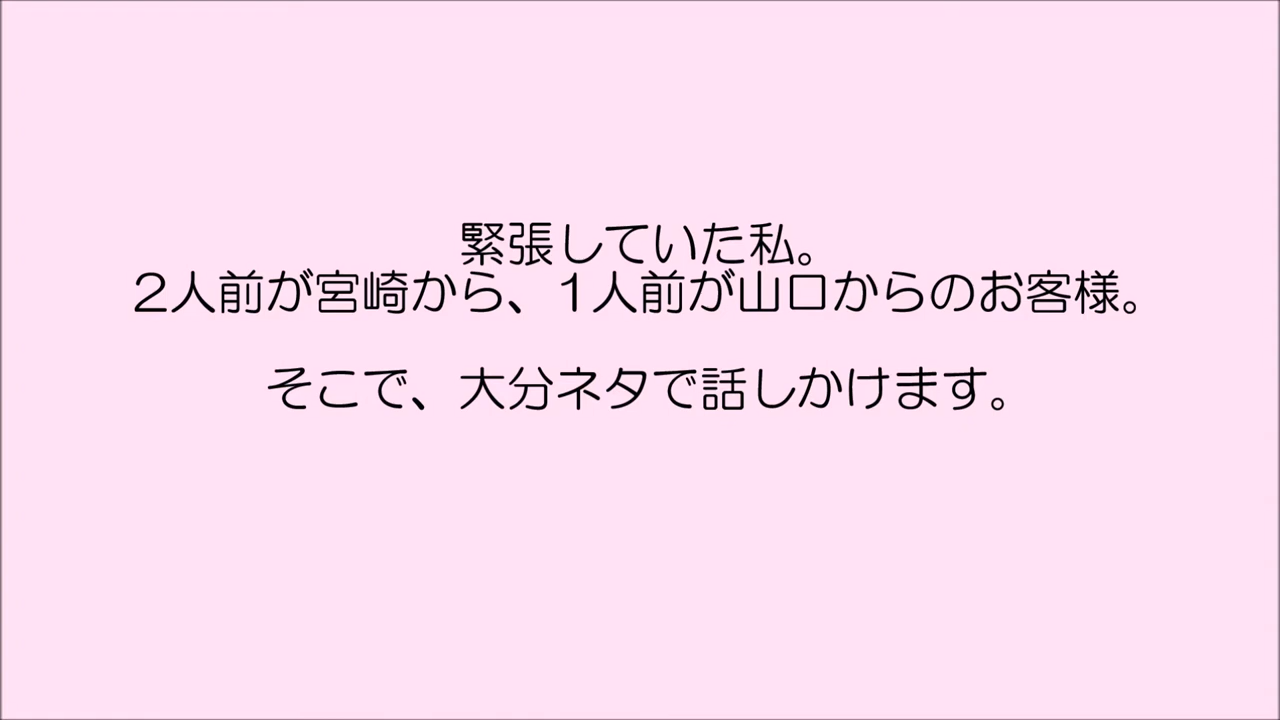 緊張していた私。
2人前が宮崎から、1人前が山口からのお客様。
そこで、大分ネタで話しかけます。